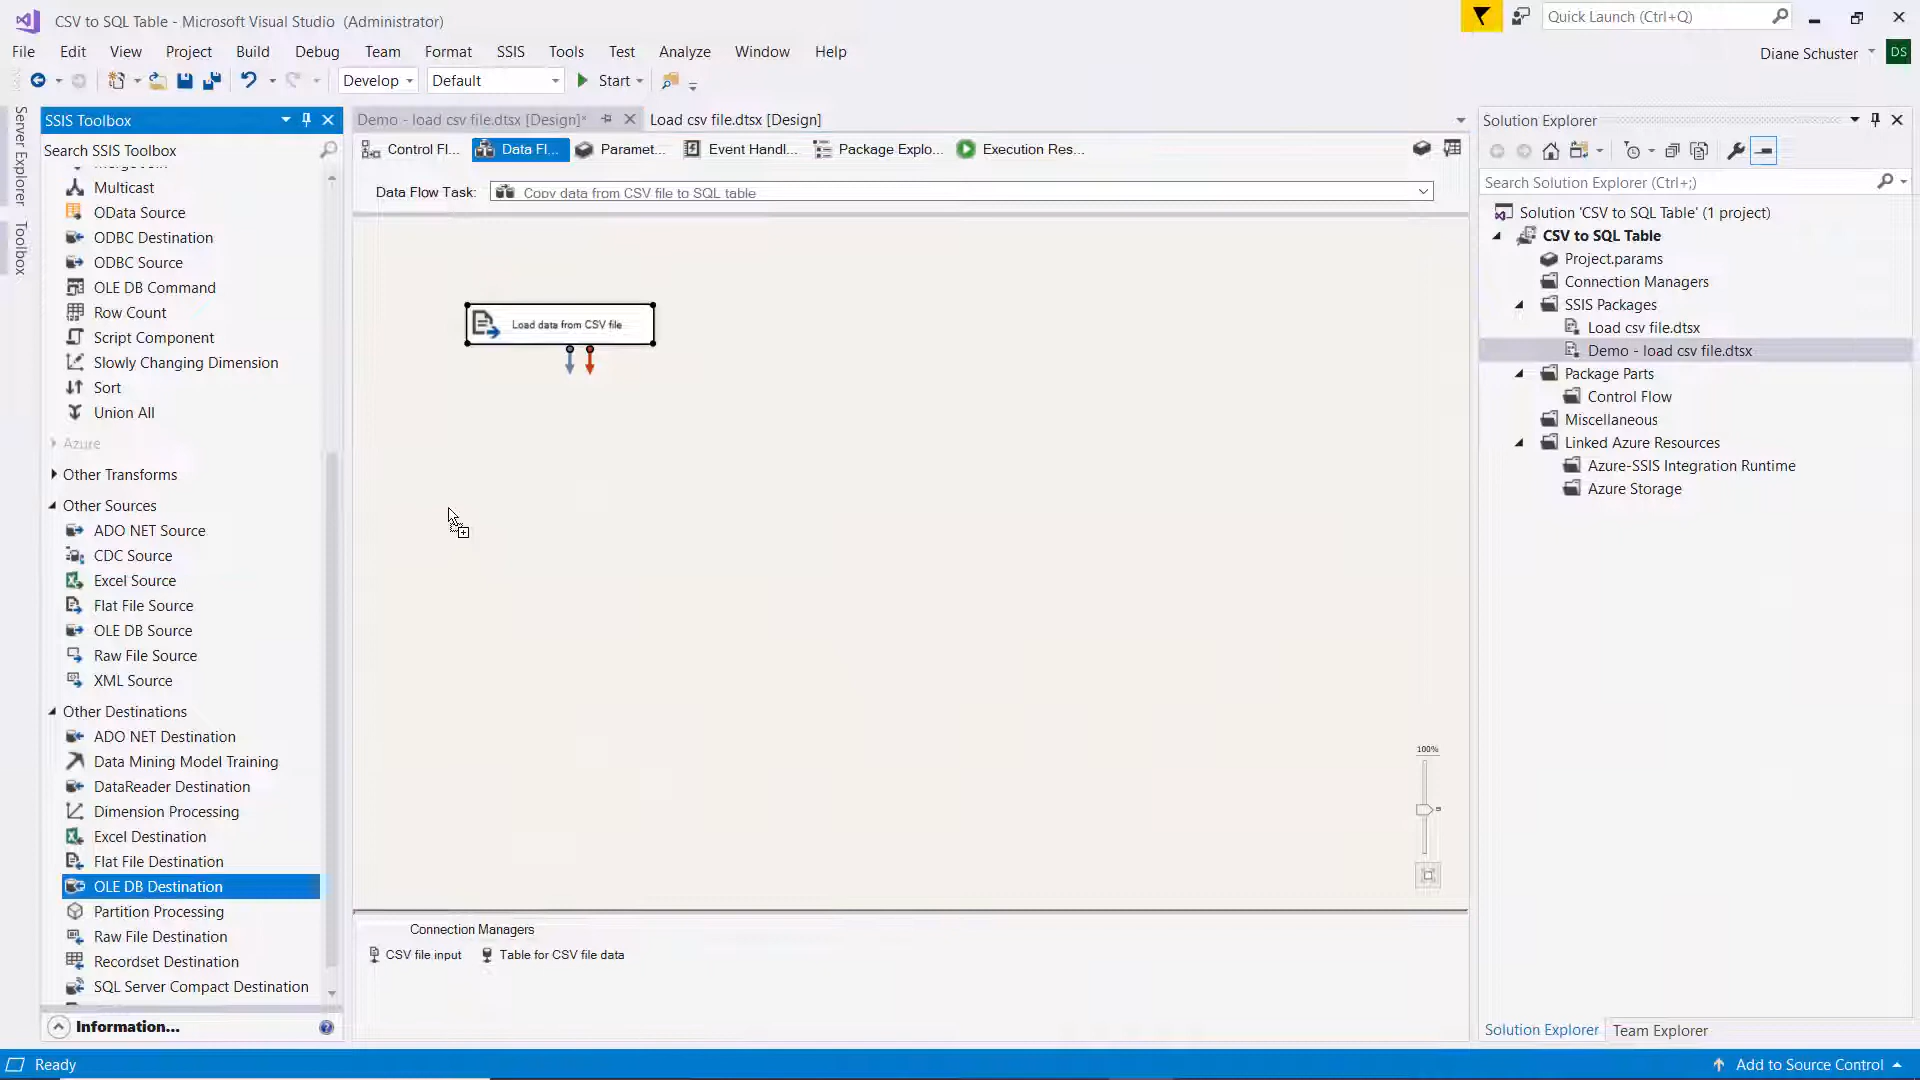 CSV to SQL Table - Microsoft Visual Studio (Administrator)
Quick Launch (Ctrl+Q)
File Edit View Project Build Debug Team Format SSIS Tools Test Analyze Window Help
Diane Schuster DS
Develop Default Start
Server Explorer
Toolbox
SSIS Toolbox
Search SSIS Toolbox
Multicast
OData Source
ODBC Destination
ODBC Source
OLE DB Command
Row Count
Script Component
Slowly Changing Dimension
Sort
Union All
Azure
Other Transforms
Other Sources
ADO NET Source
CDC Source
Excel Source
Flat File Source
OLE DB Source
Raw File Source
XML Source
Other Destinations
ADO NET Destination
Data Mining Model Training
DataReader Destination
Dimension Processing
Excel Destination
Flat File Destination
OLE DB Destination
Partition Processing
Raw File Destination
Recordset Destination
SQL Server Compact Destination
Information...
Demo - load csv file.dtsx [Design]*
Load csv file.dtsx [Design]
Control Fl... Data Fl... Paramet... Event Handl... Package Explo... Execution Res...
Data Flow Task: Copy data from CSV file to SQL table
Load data from CSV file
100%
Connection Managers
CSV file input
Table for CSV file data
Solution Explorer
Search Solution Explorer (Ctrl+;)
Solution 'CSV to SQL Table' (1 project)
CSV to SQL Table
Project.params
Connection Managers
SSIS Packages
Load csv file.dtsx
Demo - load csv file.dtsx
Package Parts
Control Flow
Miscellaneous
Linked Azure Resources
Azure-SSIS Integration Runtime
Azure Storage
Solution Explorer Team Explorer
Ready
Add to Source Control